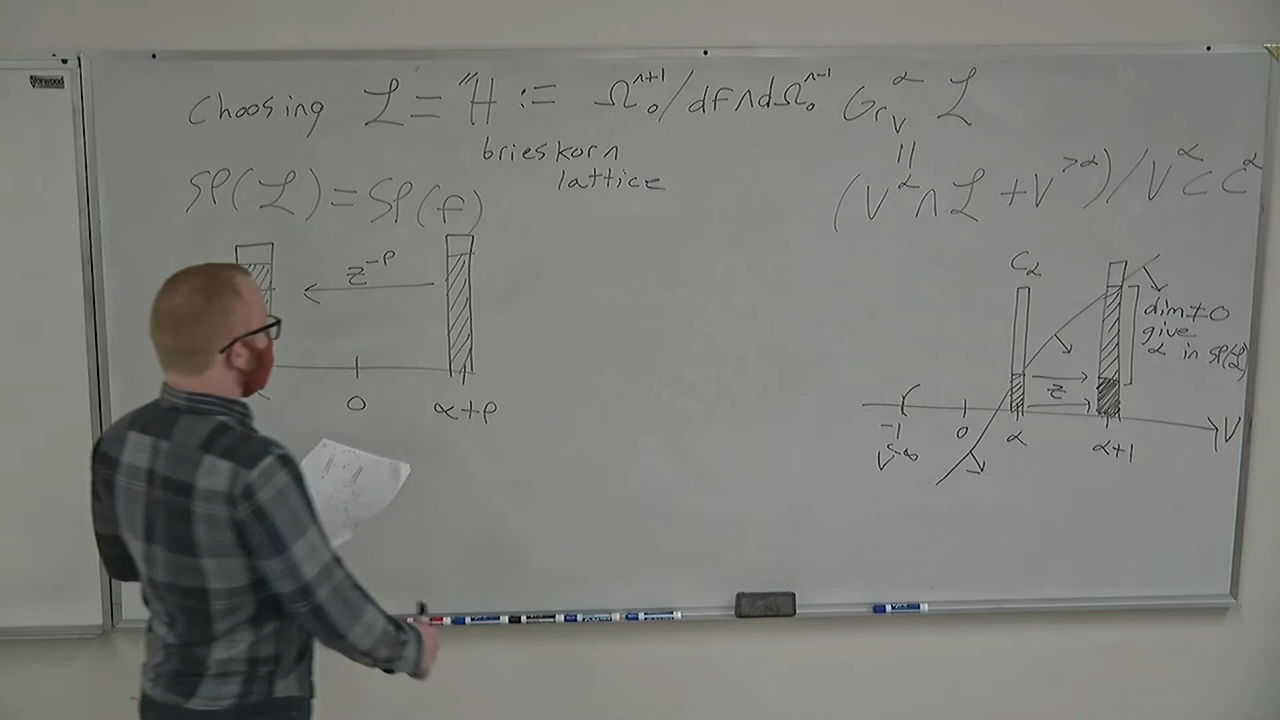 Norwood
Choosing ℒ = "H := Ω₀ⁿ⁺¹/df∧dΩ₀ⁿ⁻¹ Gr_V^α ℒ
brieskorn
lattice
||
SP(ℒ) = SP(f)
(V^α ∩ ℒ + V^{>α})/V^α ⊂ C^α
z^{-p}
0
α+p
C_α
dim ≠ 0
give
α in SP(ℒ)
z
-1
0
α
α+1
V